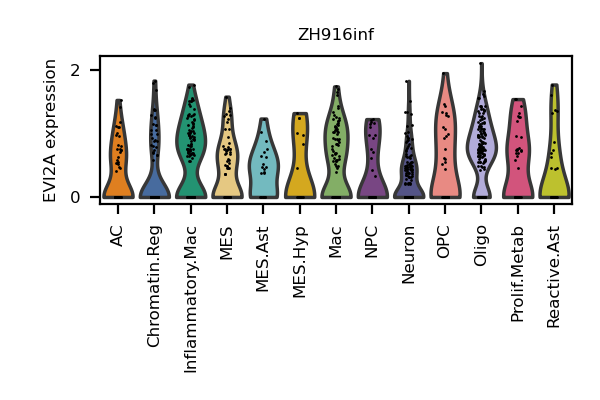 ZH916inf
EVI2A expression
2
0
AC
Chromatin.Reg
Inflammatory.Mac
MES
MES.Ast
MES.Hyp
Mac
NPC
Neuron
OPC
Oligo
Prolif.Metab
Reactive.Ast